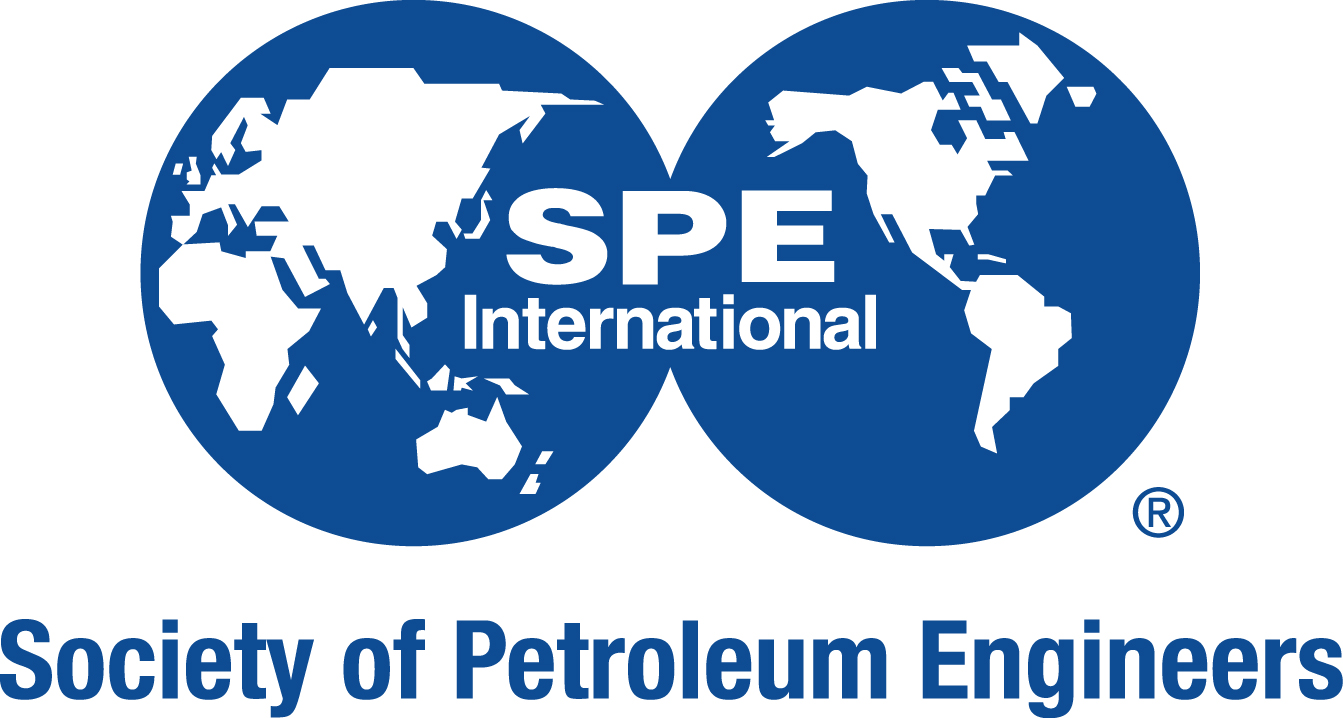 SPE
International
®
Society of Petroleum Engineers